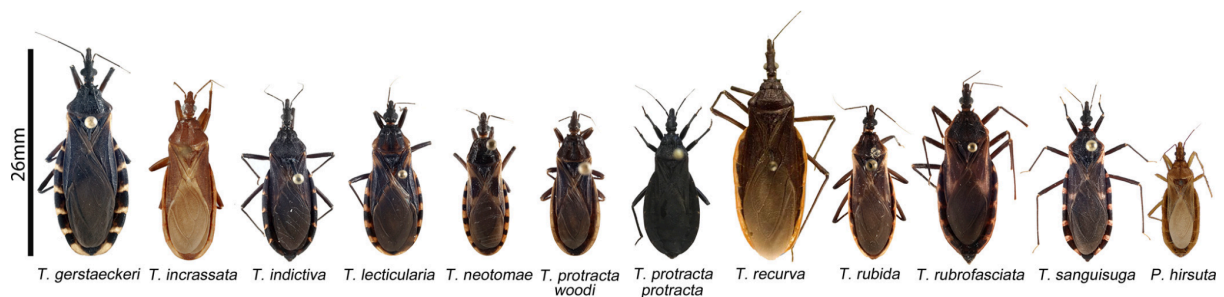 26mm
T. gerstaeckeri
T. incrassata
T. indictiva
T. lecticularia
T. neotomae
T. protracta
woodi
T. protracta
protracta
T. recurva
T. rubida
T. rubrofasciata
T. sanguisuga
P. hirsuta